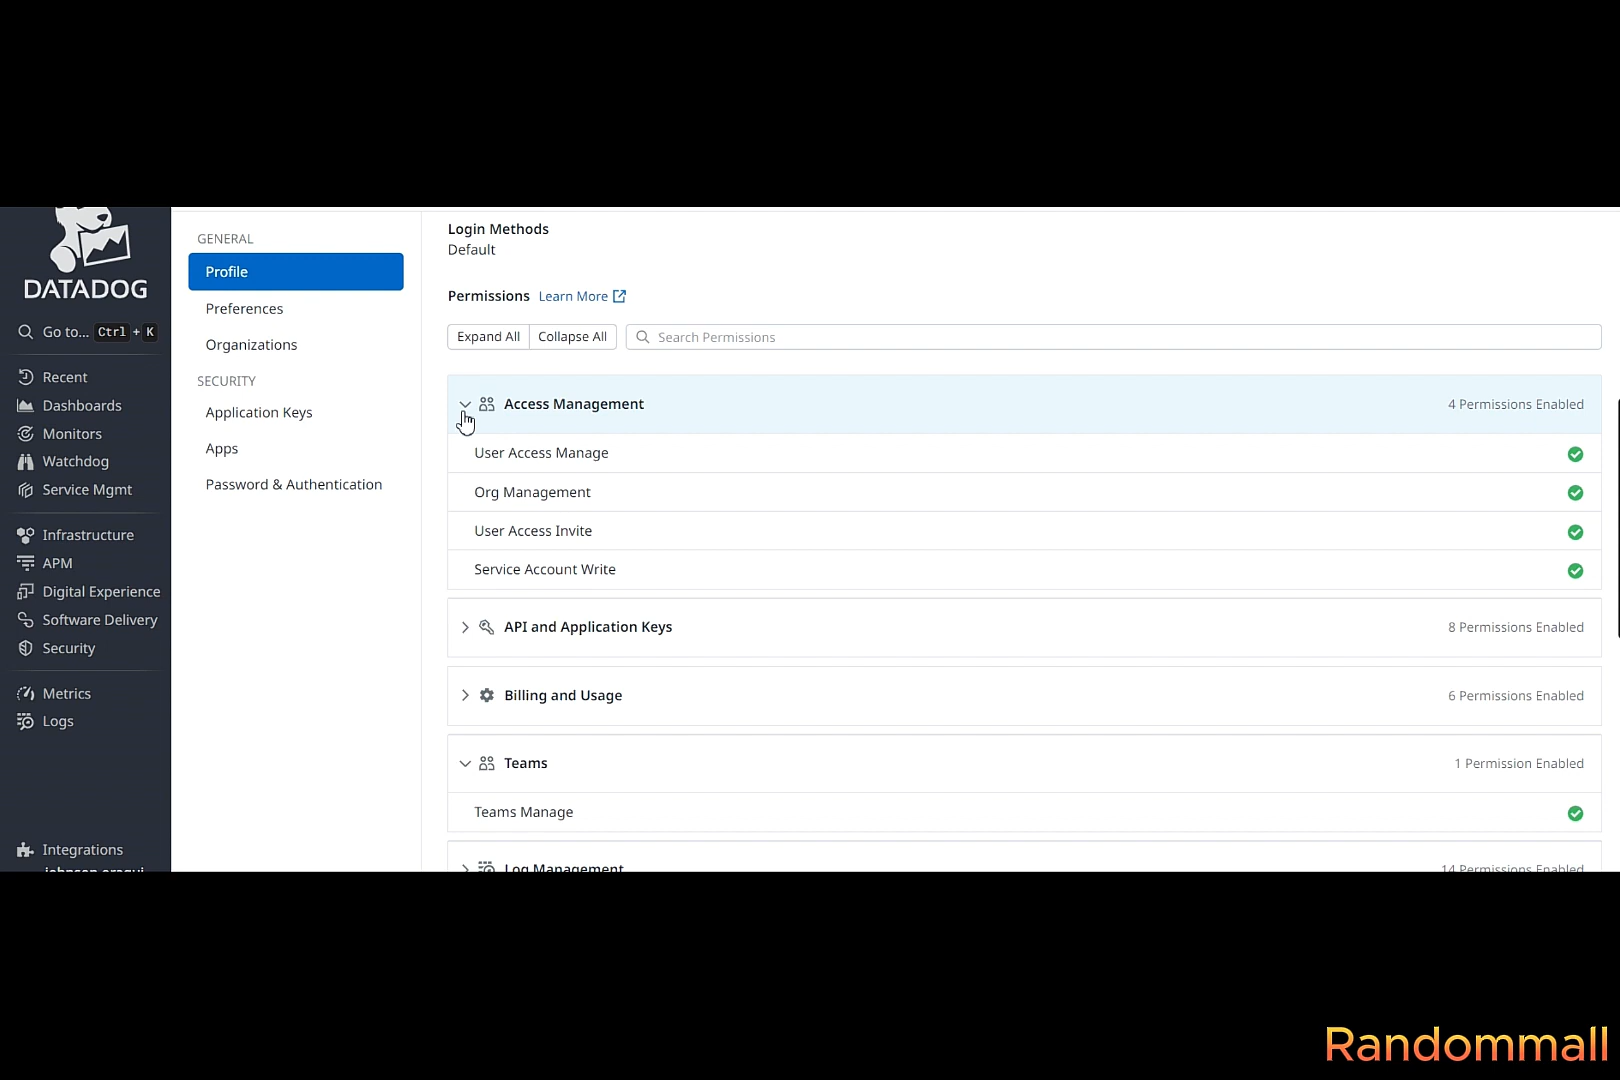 DATADOG
Go to... Ctrl + K
Recent
Dashboards
Monitors
Watchdog
Service Mgmt
Infrastructure
APM
Digital Experience
Software Delivery
Security
Metrics
Logs
Integrations
GENERAL
Profile
Preferences
Organizations
SECURITY
Application Keys
Apps
Password & Authentication
Login Methods
Default
Permissions Learn More
Expand All Collapse All Search Permissions
Access Management 4 Permissions Enabled
User Access Manage
Org Management
User Access Invite
Service Account Write
API and Application Keys 8 Permissions Enabled
Billing and Usage 6 Permissions Enabled
Teams 1 Permission Enabled
Teams Manage
Log Management 14 Permissions Enabled
Randommall